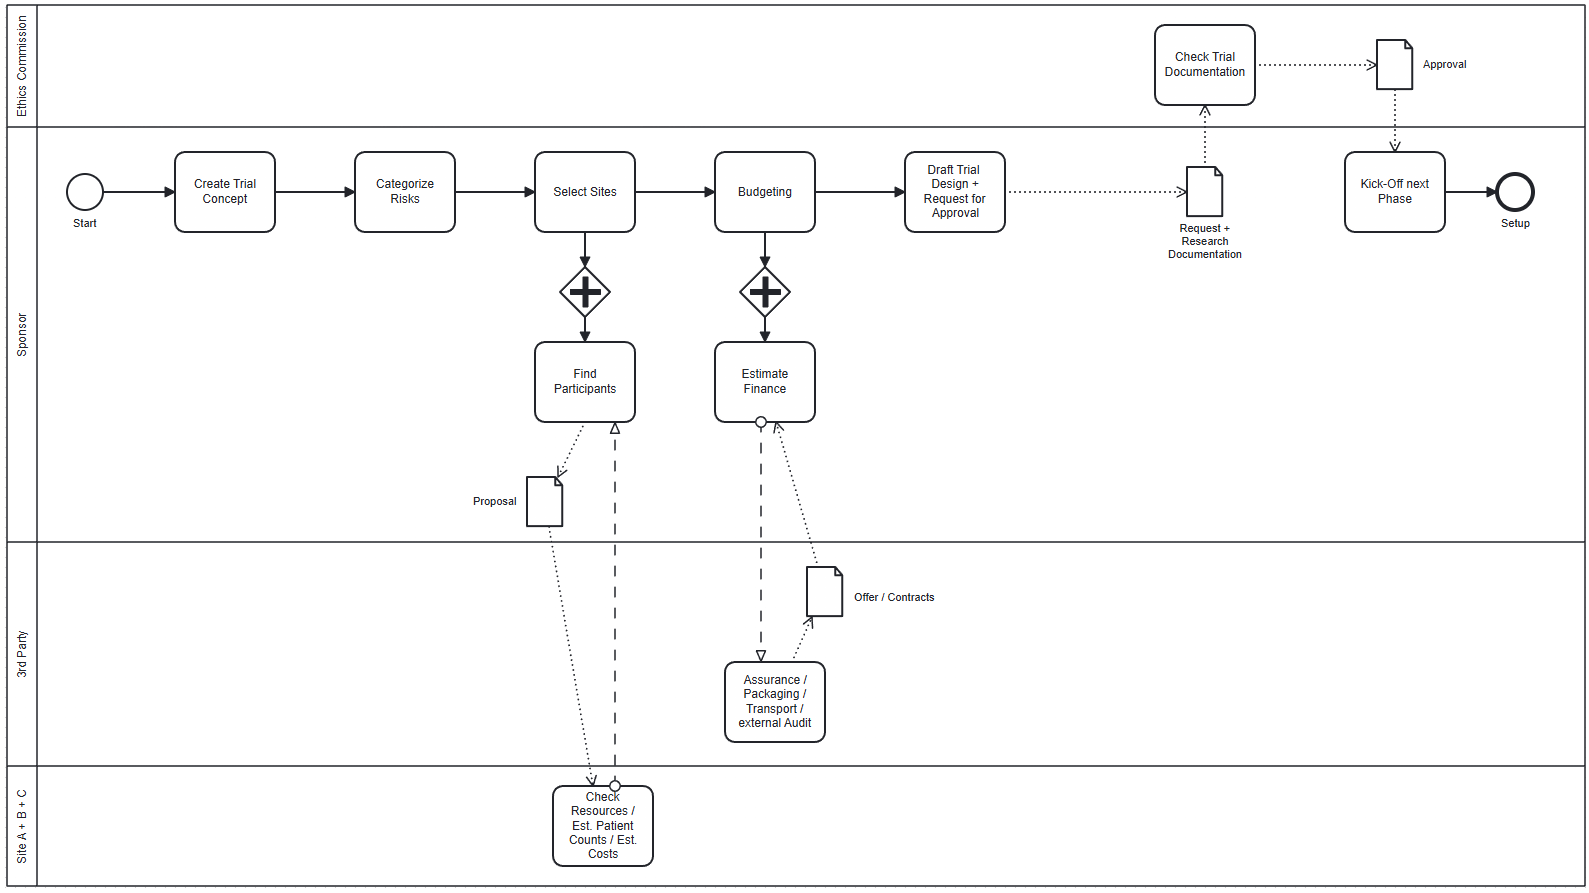 Ethics Commission
Check Trial
Documentation
Approval
Sponsor
Start
Create Trial
Concept
Categorize
Risks
Select Sites
Budgeting
Draft Trial
Design +
Request for
Approval
Request +
Research
Documentation
Kick-Off next
Phase
Setup
Find
Participants
Estimate
Finance
Proposal
3rd Party
Offer / Contracts
Assurance /
Packaging /
Transport /
external Audit
Site A + B + C
Check
Resources /
Est. Patient
Counts / Est.
Costs